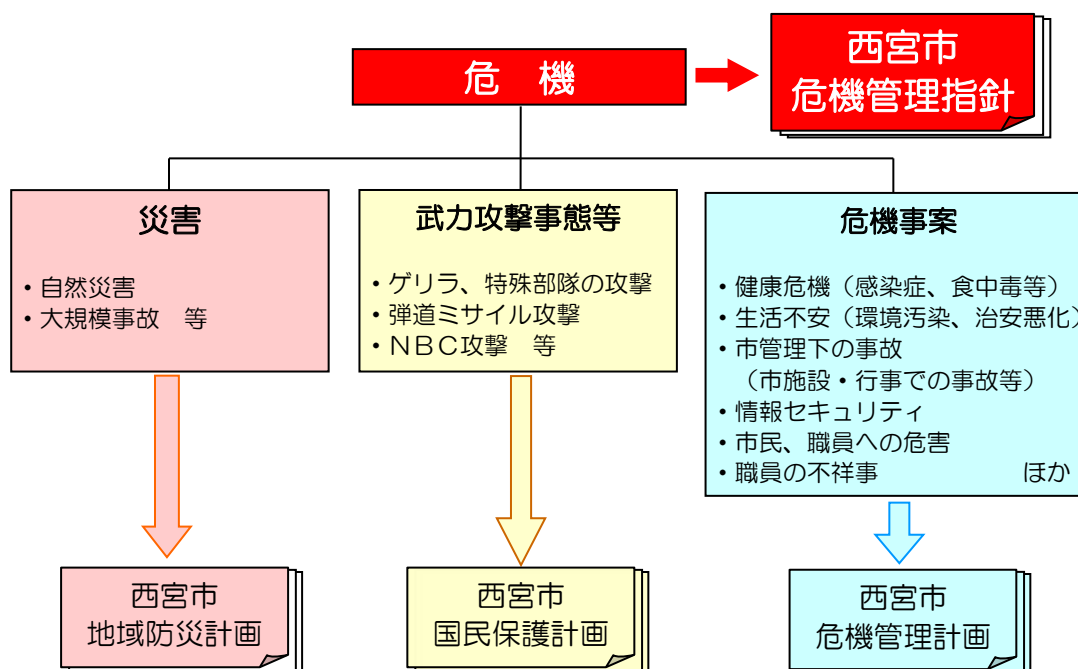 危　機
西宮市
危機管理指針
災害
・自然災害
・大規模事故　等
武力攻撃事態等
・ゲリラ、特殊部隊の攻撃
・弾道ミサイル攻撃
・ＮＢＣ攻撃　等
危機事案
・健康危機（感染症、食中毒等）
・生活不安（環境汚染、治安悪化）
・市管理下の事故
（市施設・行事での事故等）
・情報セキュリティ
・市民、職員への危害
・職員の不祥事　　　　　　ほか
西宮市
地域防災計画
西宮市
国民保護計画
西宮市
危機管理計画